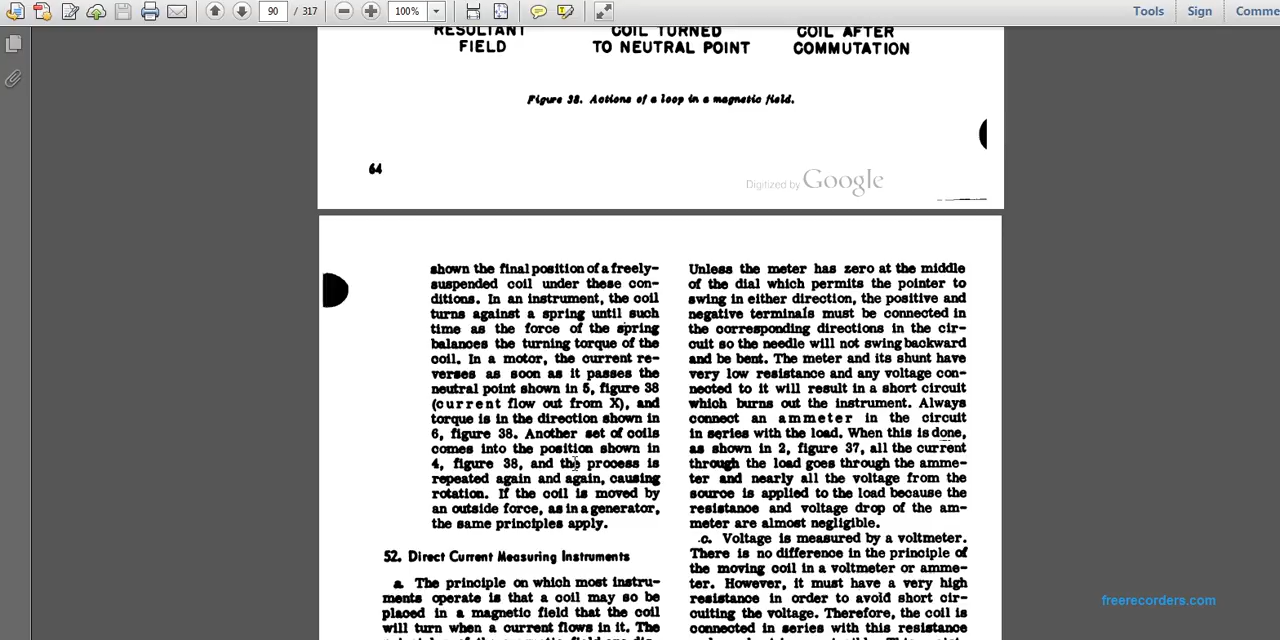 90 / 317 100% Tools Sign Comme
RESULTANT COIL TURNED COIL AFTER
FIELD TO NEUTRAL POINT COMMUTATION
Figure 38. Actions of a loop in a magnetic field.
64
Digitized by Google
shown the final position of a freely-
suspended coil under these con-
ditions. In an instrument, the coil
turns against a spring until such
time as the force of the spring
balances the turning torque of the
coil. In a motor, the current re-
verses as soon as it passes the
neutral point shown in 5, figure 38
(current flow out from X), and
torque is in the direction shown in
6, figure 38. Another set of coils
comes into the position shown in
4, figure 38, and the process is
repeated again and again, causing
rotation. If the coil is moved by
an outside force, as in a generator,
the same principles apply.
52. Direct Current Measuring Instruments
a. The principle on which most instru-
ments operate is that a coil may so be
placed in a magnetic field that the coil
will turn when a current flows in it. The
Unless the meter has zero at the middle
of the dial which permits the pointer to
swing in either direction, the positive and
negative terminals must be connected in
the corresponding directions in the cir-
cuit so the needle will not swing backward
and be bent. The meter and its shunt have
very low resistance and any voltage con-
nected to it will result in a short circuit
which burns out the instrument. Always
connect an ammeter in the circuit
in series with the load. When this is done,
as shown in 2, figure 37, all the current
through the load goes through the amme-
ter and nearly all the voltage from the
source is applied to the load because the
resistance and voltage drop of the am-
meter are almost negligible.
c. Voltage is measured by a voltmeter.
There is no difference in the principle of
the moving coil in a voltmeter or amme-
ter. However, it must have a very high
resistance in order to avoid short cir-
cuiting the voltage. Therefore, the coil is
connected in series with this resistance
freerecorders.com